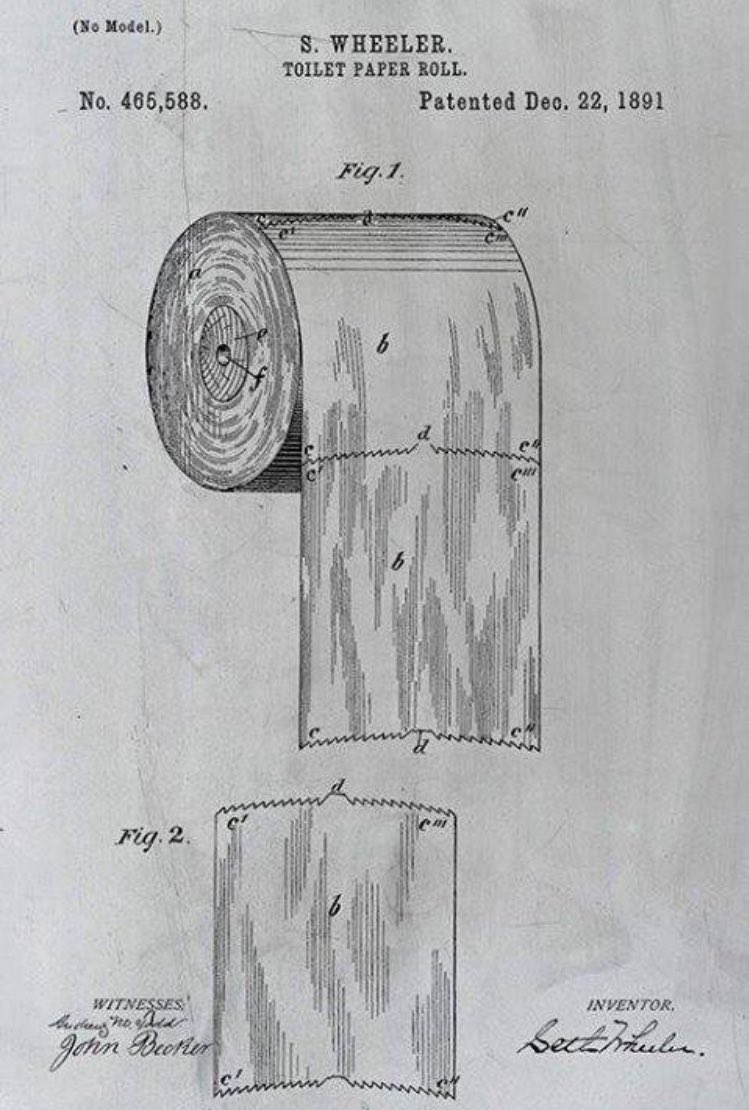 (No Model.)
S. WHEELER.
TOILET PAPER ROLL.
No. 465,588.
Patented Dec. 22, 1891
Fig. 1.
c d c"
c' c'''
a
b
e
f
c d c"
c' c'''
b
c d c"
d
c' c'''
Fig. 2.
b
WITNESSES:
John Becker
INVENTOR.
Seth Wheeler.
c' c"